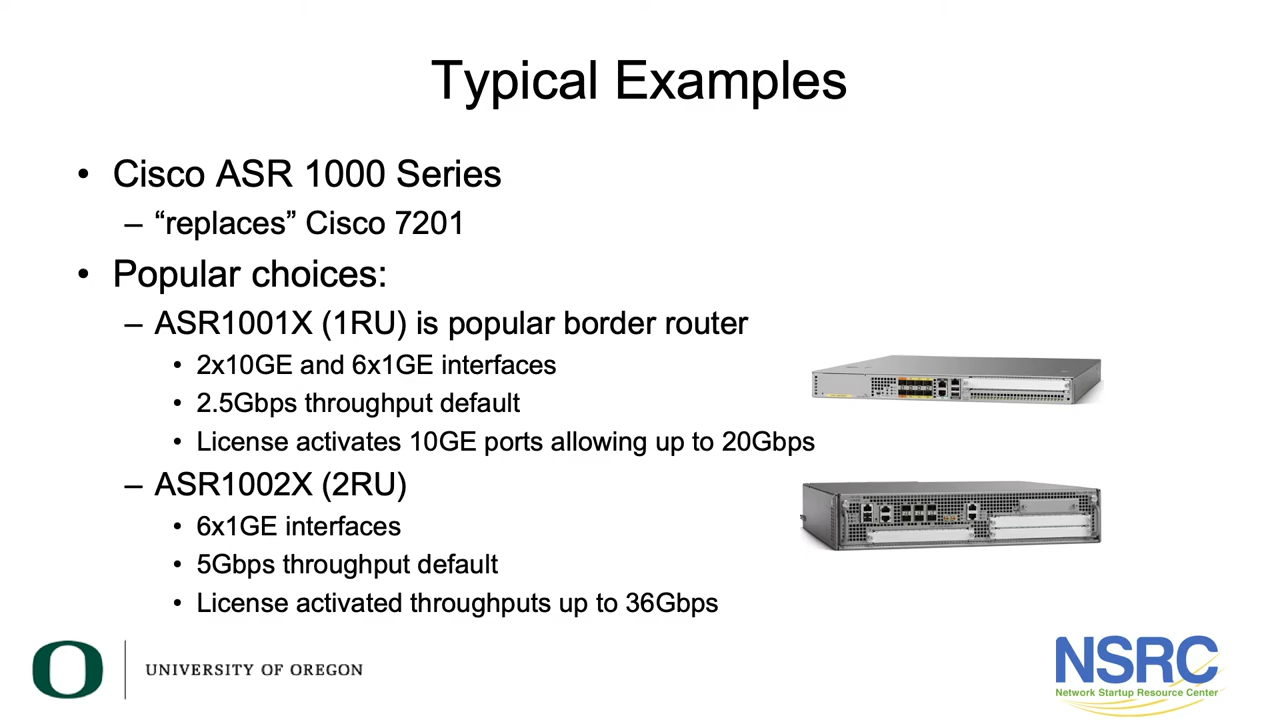 Typical Examples
• Cisco ASR 1000 Series
– “replaces” Cisco 7201
• Popular choices:
– ASR1001X (1RU) is popular border router
• 2x10GE and 6x1GE interfaces
• 2.5Gbps throughput default
• License activates 10GE ports allowing up to 20Gbps
– ASR1002X (2RU)
• 6x1GE interfaces
• 5Gbps throughput default
• License activated throughputs up to 36Gbps
O UNIVERSITY OF OREGON
NSRC
Network Startup Resource Center